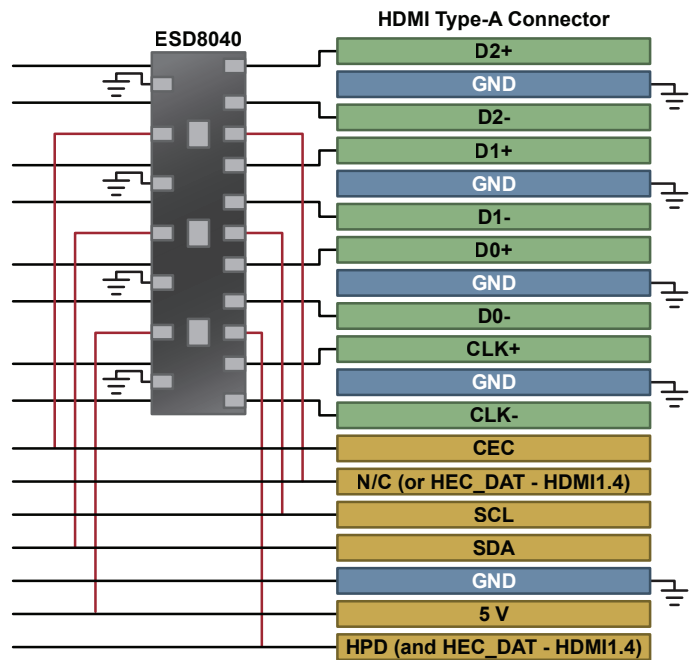 HDMI Type-A Connector
ESD8040
D2+
GND
D2-
D1+
GND
D1-
D0+
GND
D0-
CLK+
GND
CLK-
CEC
N/C (or HEC_DAT - HDMI1.4)
SCL
SDA
GND
5 V
HPD (and HEC_DAT - HDMI1.4)